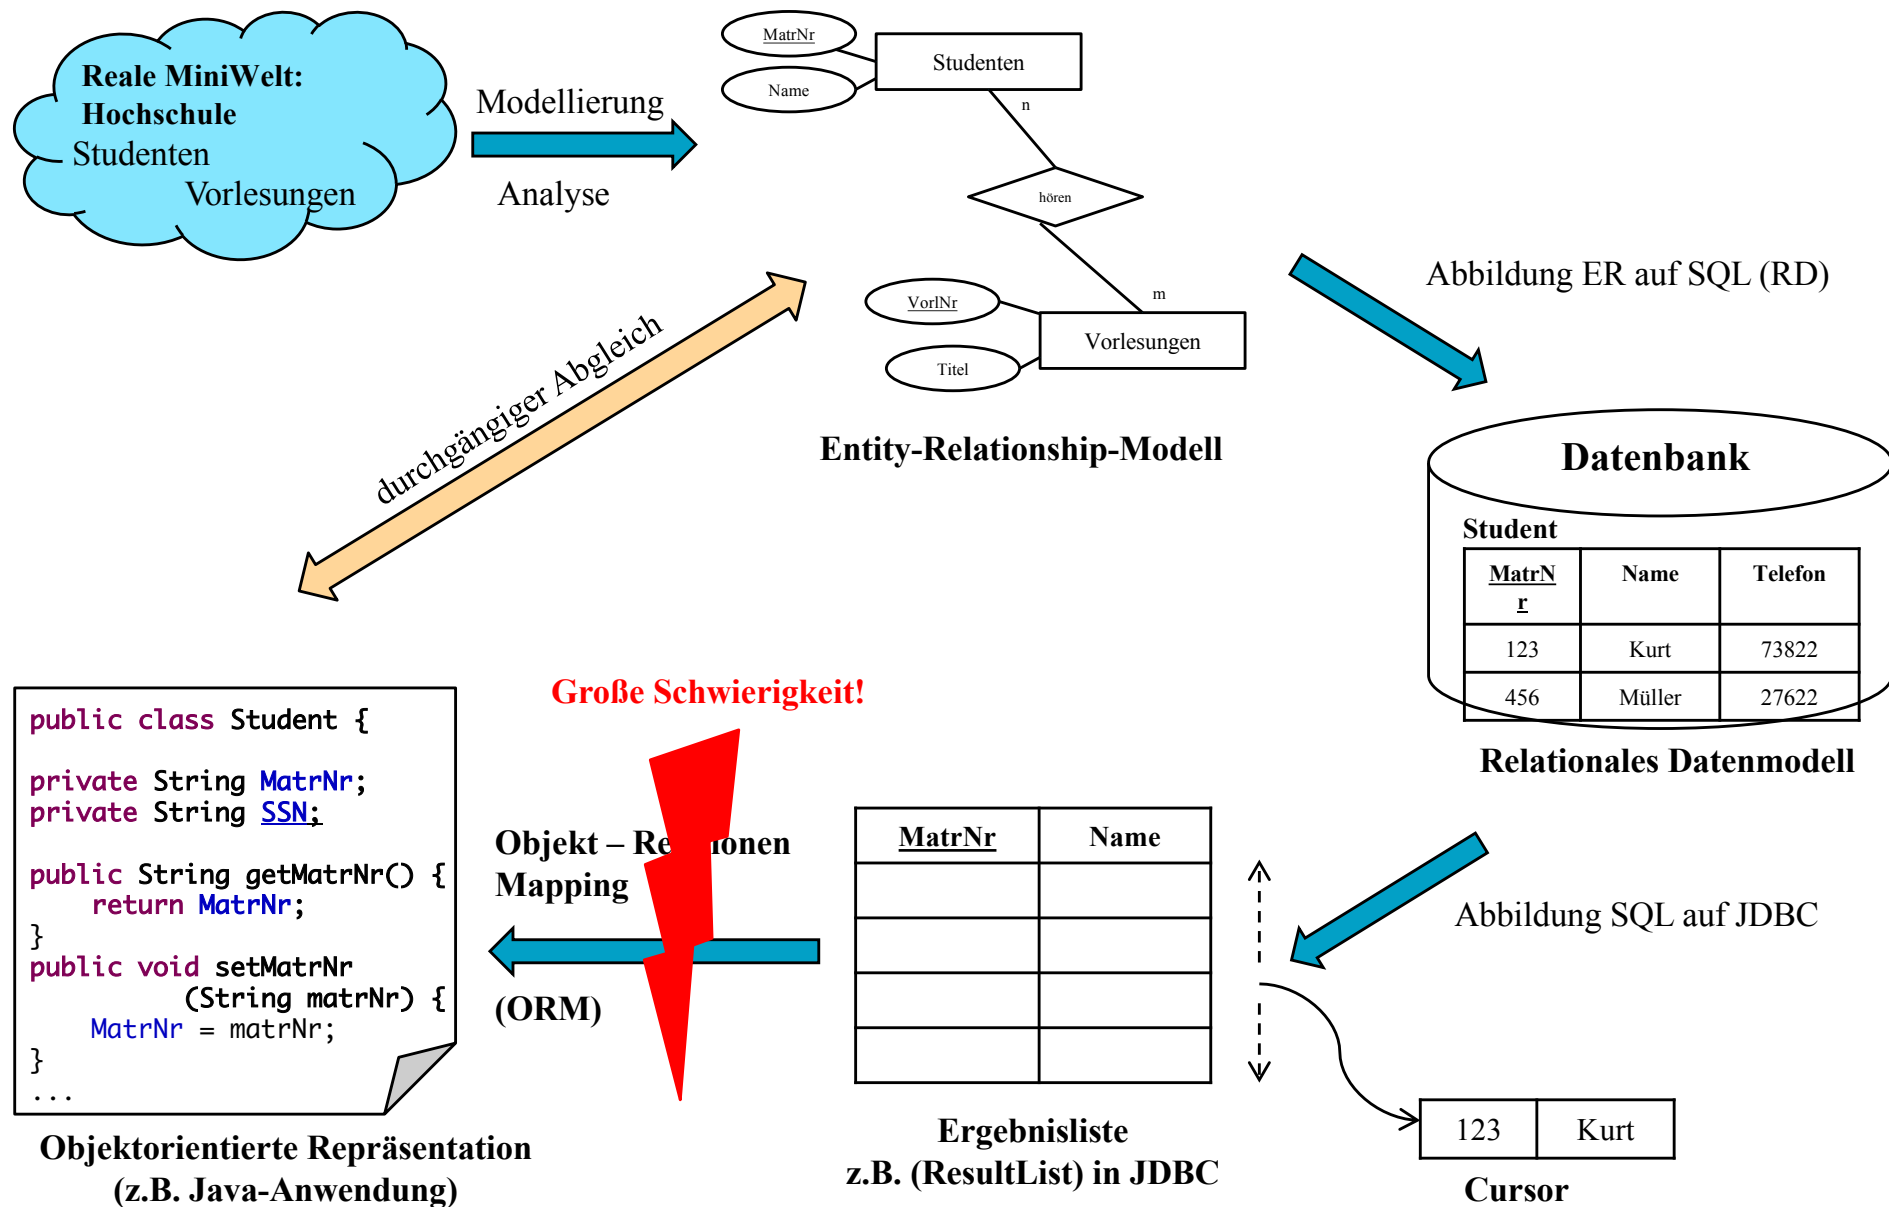 Reale MiniWelt:
Hochschule
Studenten
Vorlesungen
Modellierung
Analyse
MatrNr
Name
Studenten
n
hören
m
VorlNr
Titel
Vorlesungen
Entity-Relationship-Modell
Abbildung ER auf SQL (RD)
durchgängiger Abgleich
Datenbank
Student
MatrN
r
Name
Telefon
123
Kurt
73822
456
Müller
27622
Relationales Datenmodell
Abbildung SQL auf JDBC
MatrNr
Name
Ergebnisliste
z.B. (ResultList) in JDBC
123
Kurt
Cursor
Große Schwierigkeit!
Objekt – Re ionen
Mapping
(ORM)
public class Student {
private String MatrNr;
private String SSN;
public String getMatrNr() {
return MatrNr;
}
public void setMatrNr
(String matrNr) {
MatrNr = matrNr;
}
...
Objektorientierte Repräsentation
(z.B. Java-Anwendung)